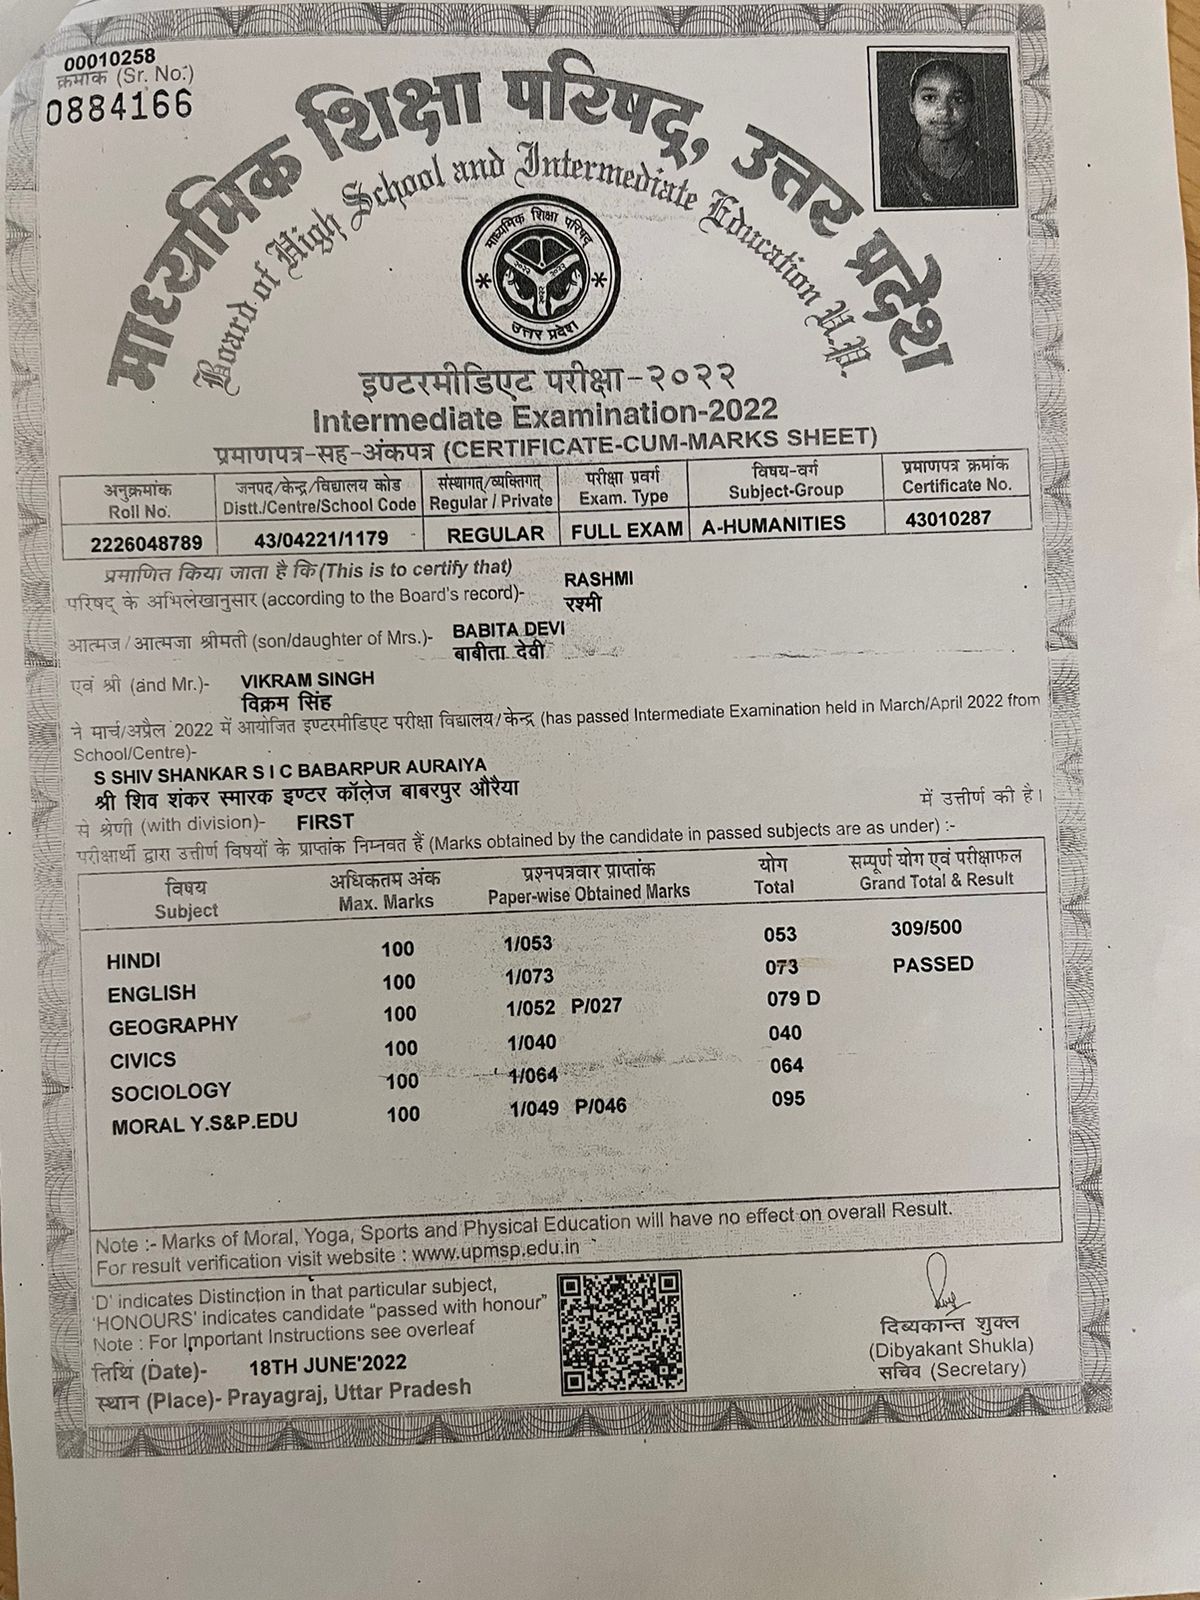 00010258
क्रमांक (Sr. No.)
0884166
माध्यमिक शिक्षा परिषद्, उत्तर प्रदेश
Board of High School and Intermediate Education U.P.
माध्यमिक शिक्षा परिषद्
उत्तर प्रदेश
इण्टरमीडिएट परीक्षा-२०२२
Intermediate Examination-2022
प्रमाणपत्र-सह-अंकपत्र (CERTIFICATE-CUM-MARKS SHEET)
अनुक्रमांक जनपद/केन्द्र/विद्यालय कोड संस्थागत/व्यक्तिगत परीक्षा प्रवर्ग विषय-वर्ग प्रमाणपत्र क्रमांक
Roll No. Distt./Centre/School Code Regular / Private Exam. Type Subject-Group Certificate No.
2226048789 43/04221/1179 REGULAR FULL EXAM A-HUMANITIES 43010287
प्रमाणित किया जाता है कि (This is to certify that)
परिषद् के अभिलेखानुसार (according to the Board's record)- RASHMI
रश्मी
आत्मज/आत्मजा श्रीमती (son/daughter of Mrs.)- BABITA DEVI
बाबीता देवी
एवं श्री (and Mr.)- VIKRAM SINGH
विक्रम सिंह
ने मार्च/अप्रैल 2022 में आयोजित इण्टरमीडिएट परीक्षा विद्यालय/केन्द्र (has passed Intermediate Examination held in March/April 2022 from
School/Centre)-
S SHIV SHANKAR S I C BABARPUR AURAIYA
श्री शिव शंकर स्मारक इण्टर कॉलेज बाबरपुर औरैया
में उत्तीर्ण की है।
से श्रेणी (with division)- FIRST
परीक्षार्थी द्वारा उत्तीर्ण विषयों के प्राप्तांक निम्नवत हैं (Marks obtained by the candidate in passed subjects are as under) :-
विषय अधिकतम अंक प्रश्नपत्रवार प्राप्तांक योग सम्पूर्ण योग एवं परीक्षाफल
Subject Max. Marks Paper-wise Obtained Marks Total Grand Total & Result
HINDI 100 1/053 053 309/500
ENGLISH 100 1/073 073 PASSED
GEOGRAPHY 100 1/052 P/027 079 D
CIVICS 100 1/040 040
SOCIOLOGY 100 1/064 064
MORAL Y.S&P.EDU 100 1/049 P/046 095
Note :- Marks of Moral, Yoga, Sports and Physical Education will have no effect on overall Result.
For result verification visit website : www.upmsp.edu.in
'D' indicates Distinction in that particular subject,
'HONOURS' indicates candidate "passed with honour"
Note : For Important Instructions see overleaf
तिथि (Date)- 18TH JUNE'2022
स्थान (Place)- Prayagraj, Uttar Pradesh
दिव्यकान्त शुक्ल
(Dibyakant Shukla)
सचिव (Secretary)